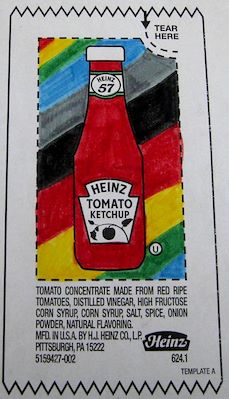 TEAR
HERE
HEINZ
57
HEINZ
TOMATO
KETCHUP
U
TOMATO CONCENTRATE MADE FROM RED RIPE
TOMATOES, DISTILLED VINEGAR, HIGH FRUCTOSE
CORN SYRUP, CORN SYRUP, SALT, SPICE, ONION
POWDER, NATURAL FLAVORING.
MFD. IN U.S.A. BY H.J. HEINZ CO., L.P.
PITTSBURGH, PA 15222
Heinz
5159427-002
624.1
TEMPLATE A